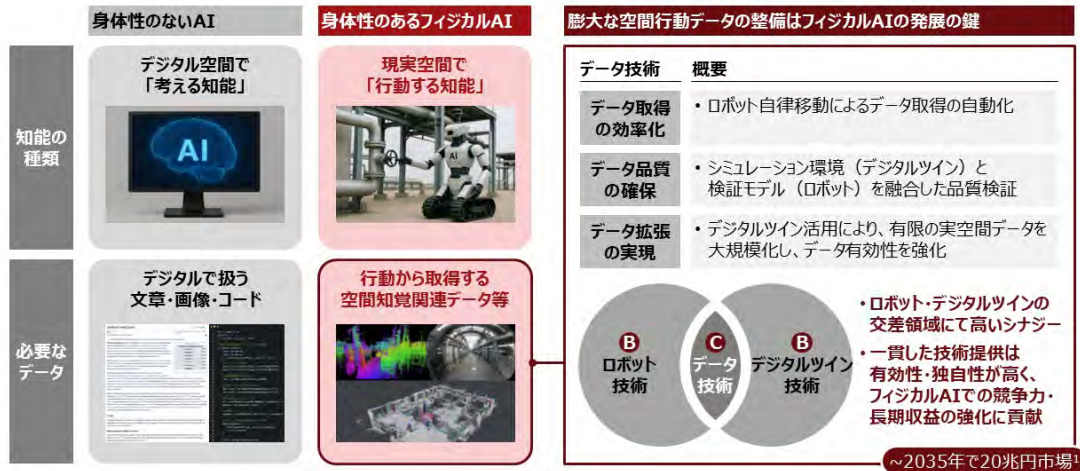 身体性のないAI
身体性のあるフィジカルAI
膨大な空間行動データの整備はフィジカルAIの発展の鍵
知能の
種類
デジタル空間で
「考える知能」
AI
現実空間で
「行動する知能」
AI
必要な
データ
デジタルで扱う
文章・画像・コード
行動から取得する
空間知覚関連データ等
データ技術
概要
データ取得
の効率化
・ロボット自律移動によるデータ取得の自動化
データ品質
の確保
・シミュレーション環境（デジタルツイン）と
検証モデル（ロボット）を融合した品質検証
データ拡張
の実現
・デジタルツイン活用により、有限の実空間データを
大規模化し、データ有効性を強化
B
ロボット
技術
C
データ
技術
B
デジタルツイン
技術
・ロボット・デジタルツインの
交差領域にて高いシナジー
・一貫した技術提供は
有効性・独自性が高く、
フィジカルAIでの競争力・
長期収益の強化に貢献
～2035年で20兆円市場1